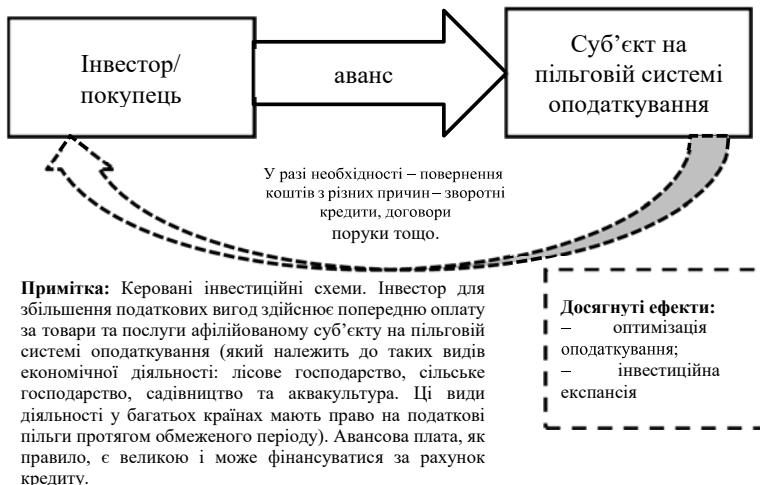 Інвестор/
покупець
аванс
Суб’єкт на
пільговій системі
оподаткування
У разі необхідності – повернення
коштів з різних причин – зворотні
кредити, договори
поруки тощо.
Примітка: Керовані інвестиційні схеми. Інвестор для
збільшення податкових вигод здійснює попередню оплату
за товари та послуги афілійованому суб’єкту на пільговій
системі оподаткування (який належить до таких видів
економічної діяльності: лісове господарство, сільське
господарство, садівництво та аквакультура. Ці види
діяльності у багатьох країнах мають право на податкові
пільги протягом обмеженого періоду). Авансова плата, як
правило, є великою і може фінансуватися за рахунок
кредиту.
Досягнуті ефекти:
– оптимізація
оподаткування;
– інвестиційна
експансія